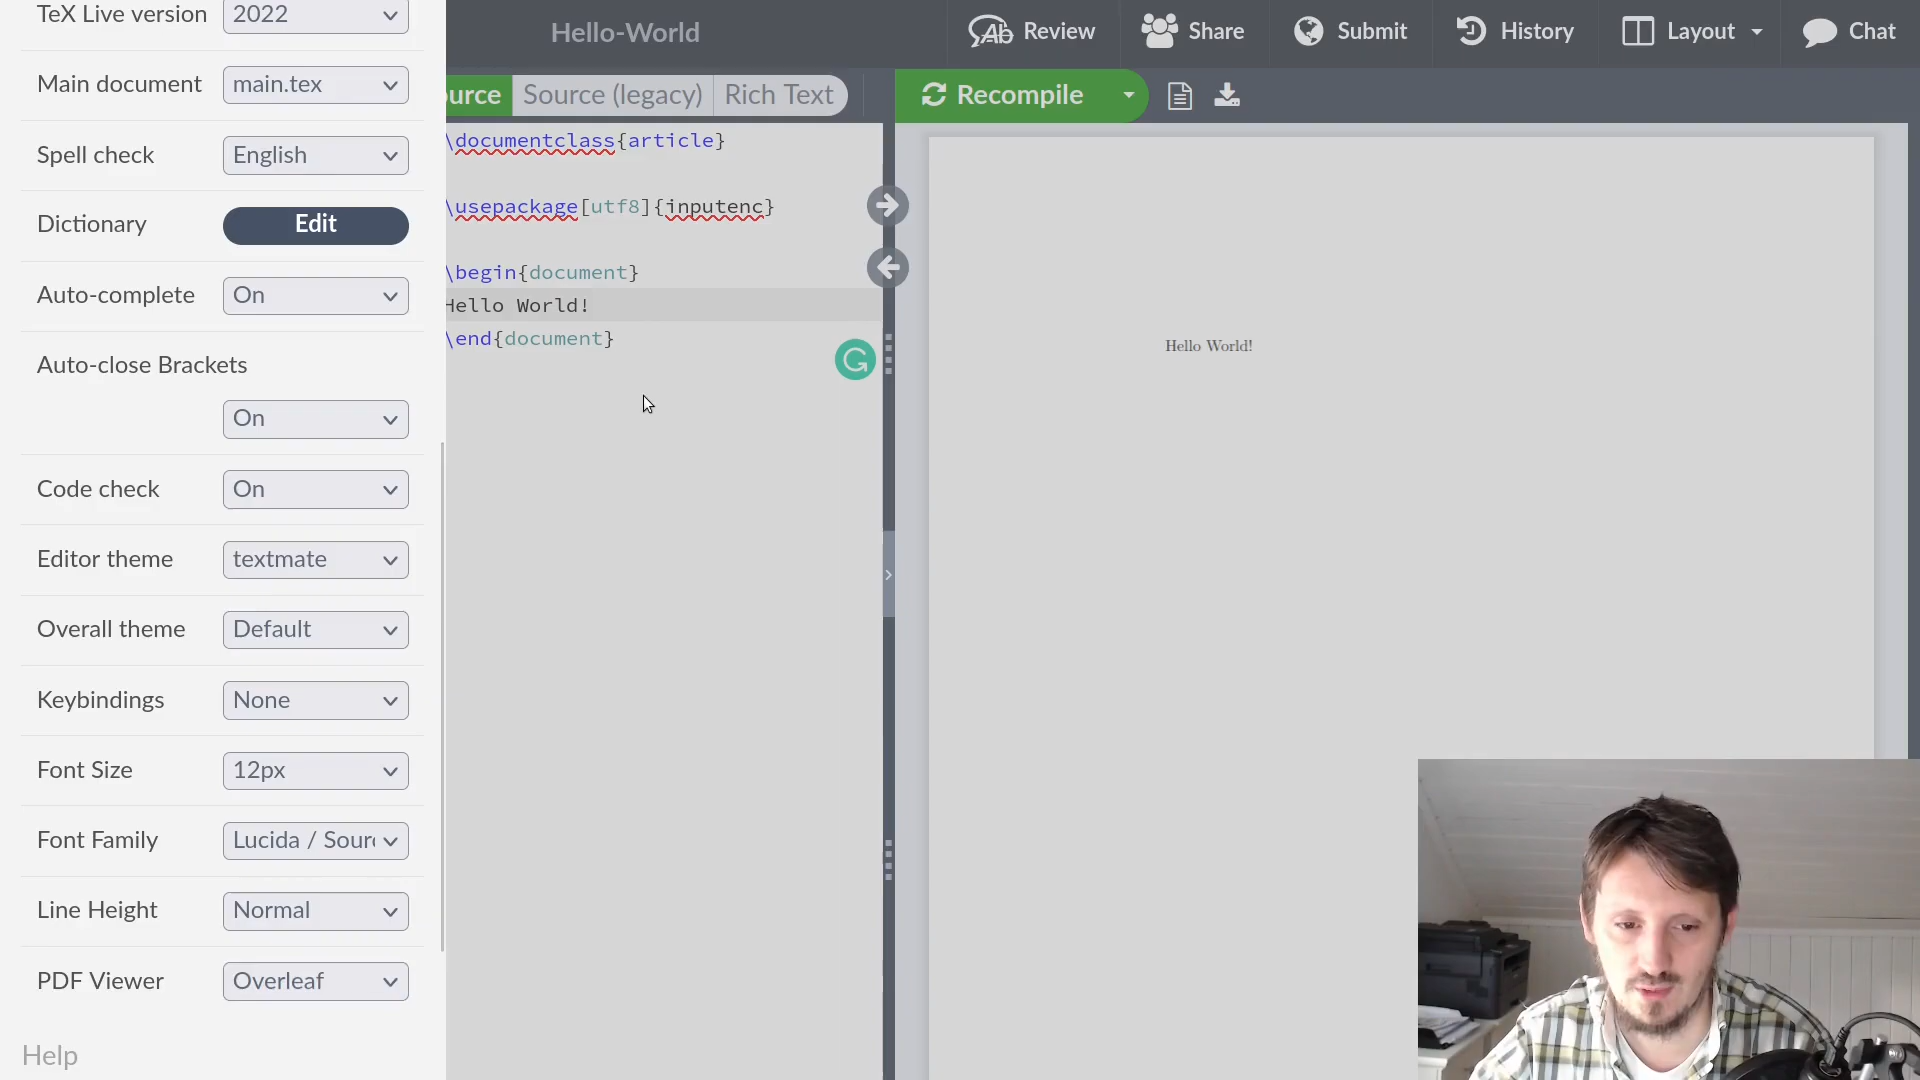 TeX Live version 2022
Main document main.tex
Spell check English
Dictionary Edit
Auto-complete On
Auto-close Brackets
On
Code check On
Editor theme textmate
Overall theme Default
Keybindings None
Font Size 12px
Font Family Lucida / Sour
Line Height Normal
PDF Viewer Overleaf
Help
Hello-World
Review
Share
Submit
History
Layout
Chat
ource
Source (legacy)
Rich Text
Recompile
\documentclass{article}
\usepackage[utf8]{inputenc}
\begin{document}
Hello World!
\end{document}
Hello World!